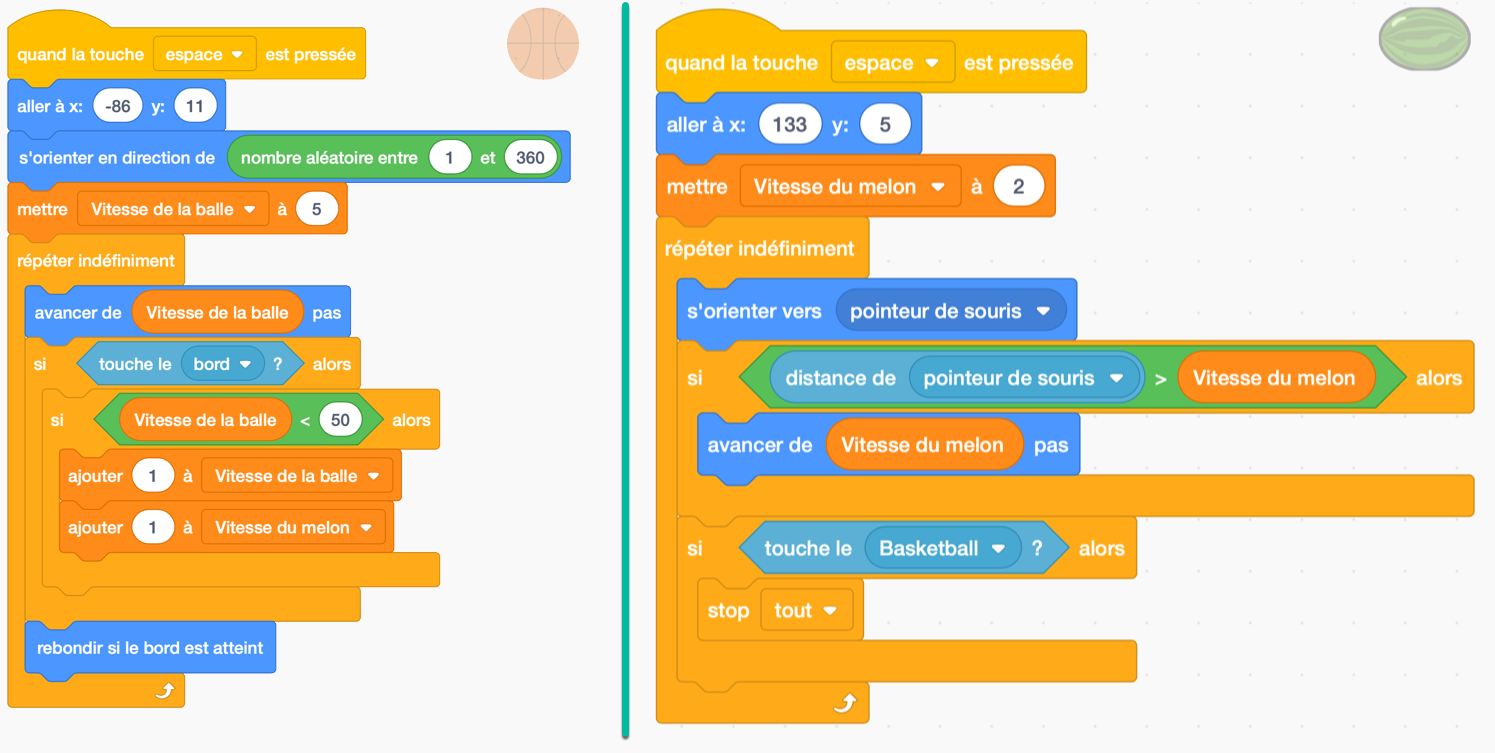 quand la touche espace est pressée
aller à x: -86 y: 11
s'orienter en direction de nombre aléatoire entre 1 et 360
mettre Vitesse de la balle à 5
répéter indéfiniment
avancer de Vitesse de la balle pas
si touche le bord ? alors
si Vitesse de la balle < 50 alors
ajouter 1 à Vitesse de la balle
ajouter 1 à Vitesse du melon
rebondir si le bord est atteint
quand la touche espace est pressée
aller à x: 133 y: 5
mettre Vitesse du melon à 2
répéter indéfiniment
s'orienter vers pointeur de souris
si distance de pointeur de souris > Vitesse du melon alors
avancer de Vitesse du melon pas
si touche le Basketball ? alors
stop tout